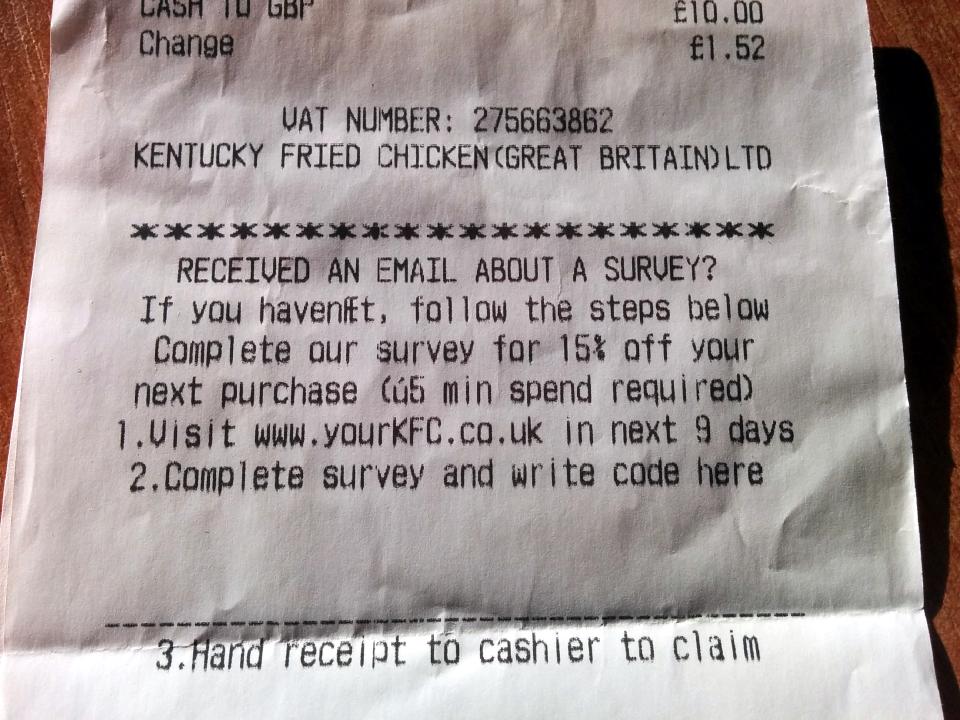 CASH TO GBP £10.00
Change £1.52
VAT NUMBER: 275663862
KENTUCKY FRIED CHICKEN(GREAT BRITAIN)LTD
********************
RECEIVED AN EMAIL ABOUT A SURVEY?
If you havenÆt, follow the steps below
Complete our survey for 15% off your
next purchase (ú5 min spend required)
1.Visit www.yourKFC.co.uk in next 9 days
2.Complete survey and write code here
----------------------------------------
3.Hand receipt to cashier to claim